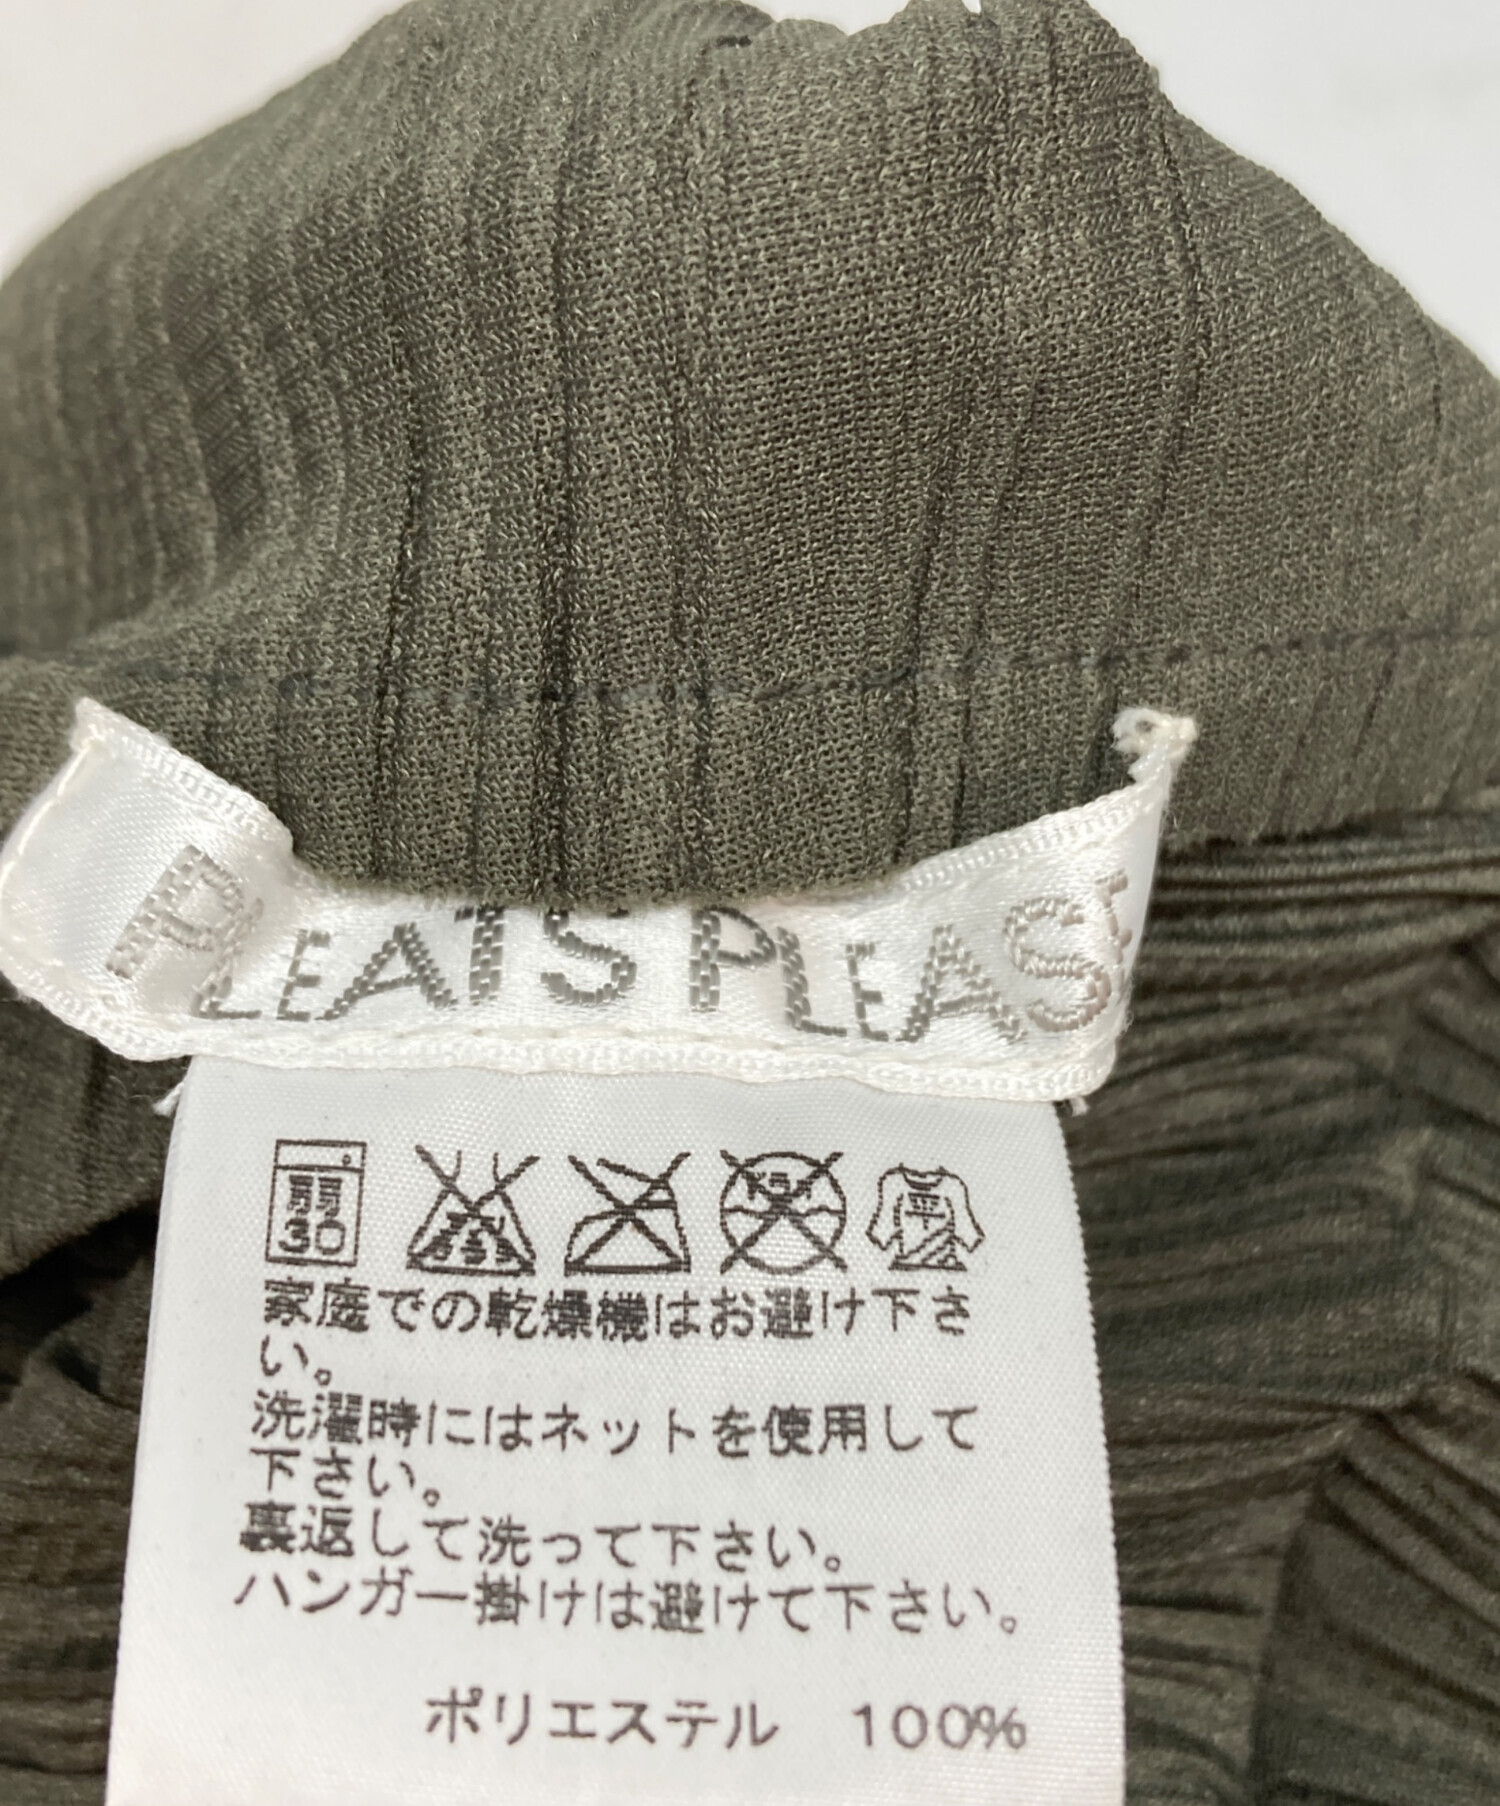 PLEATS PLEASE
弱 30
家庭での乾燥機はお避け下さ
い。
洗濯時にはネットを使用して
下さい。
裏返して洗って下さい。
ハンガー掛けは避けて下さい。
ポリエステル 100%